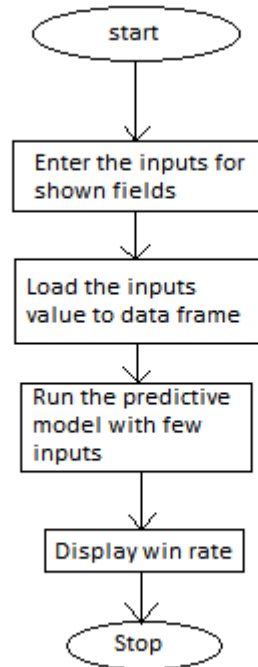 start
Enter the inputs for
shown fields
Load the inputs
value to data frame
Run the predictive
model with few
inputs
Display win rate
Stop